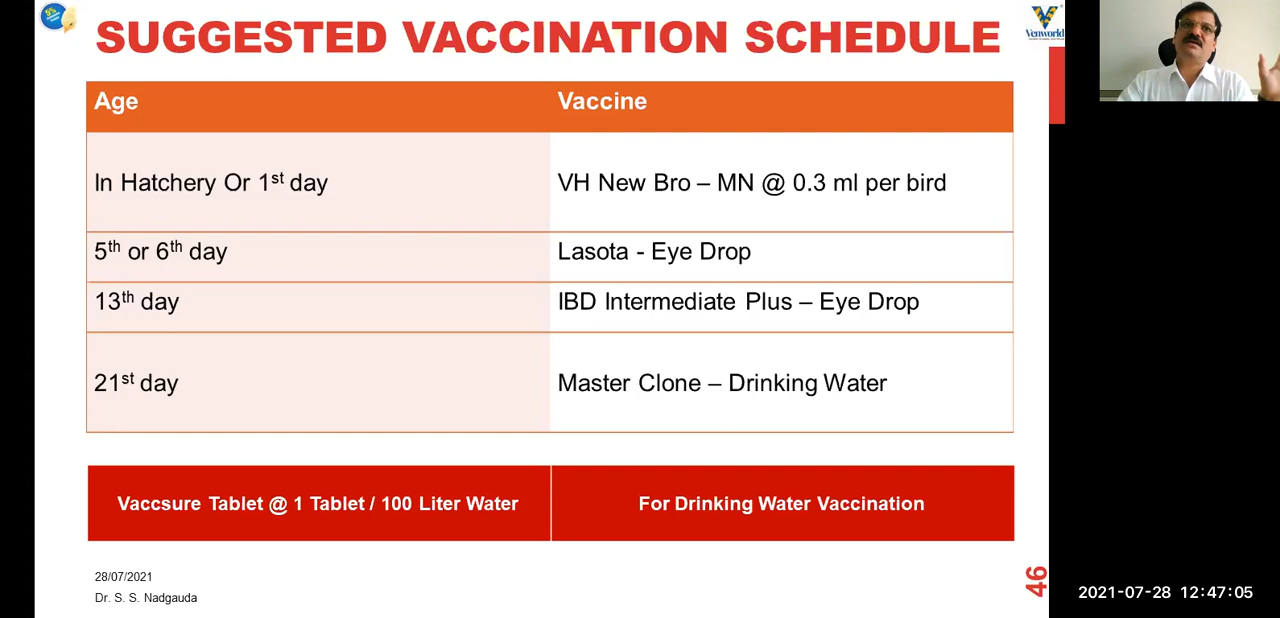 SUGGESTED VACCINATION SCHEDULE
Venworld
Age Vaccine
In Hatchery Or 1st day VH New Bro – MN @ 0.3 ml per bird
5th or 6th day Lasota - Eye Drop
13th day IBD Intermediate Plus – Eye Drop
21st day Master Clone – Drinking Water
Vaccsure Tablet @ 1 Tablet / 100 Liter Water For Drinking Water Vaccination
28/07/2021
Dr. S. S. Nadgauda
46
2021-07-28 12:47:05